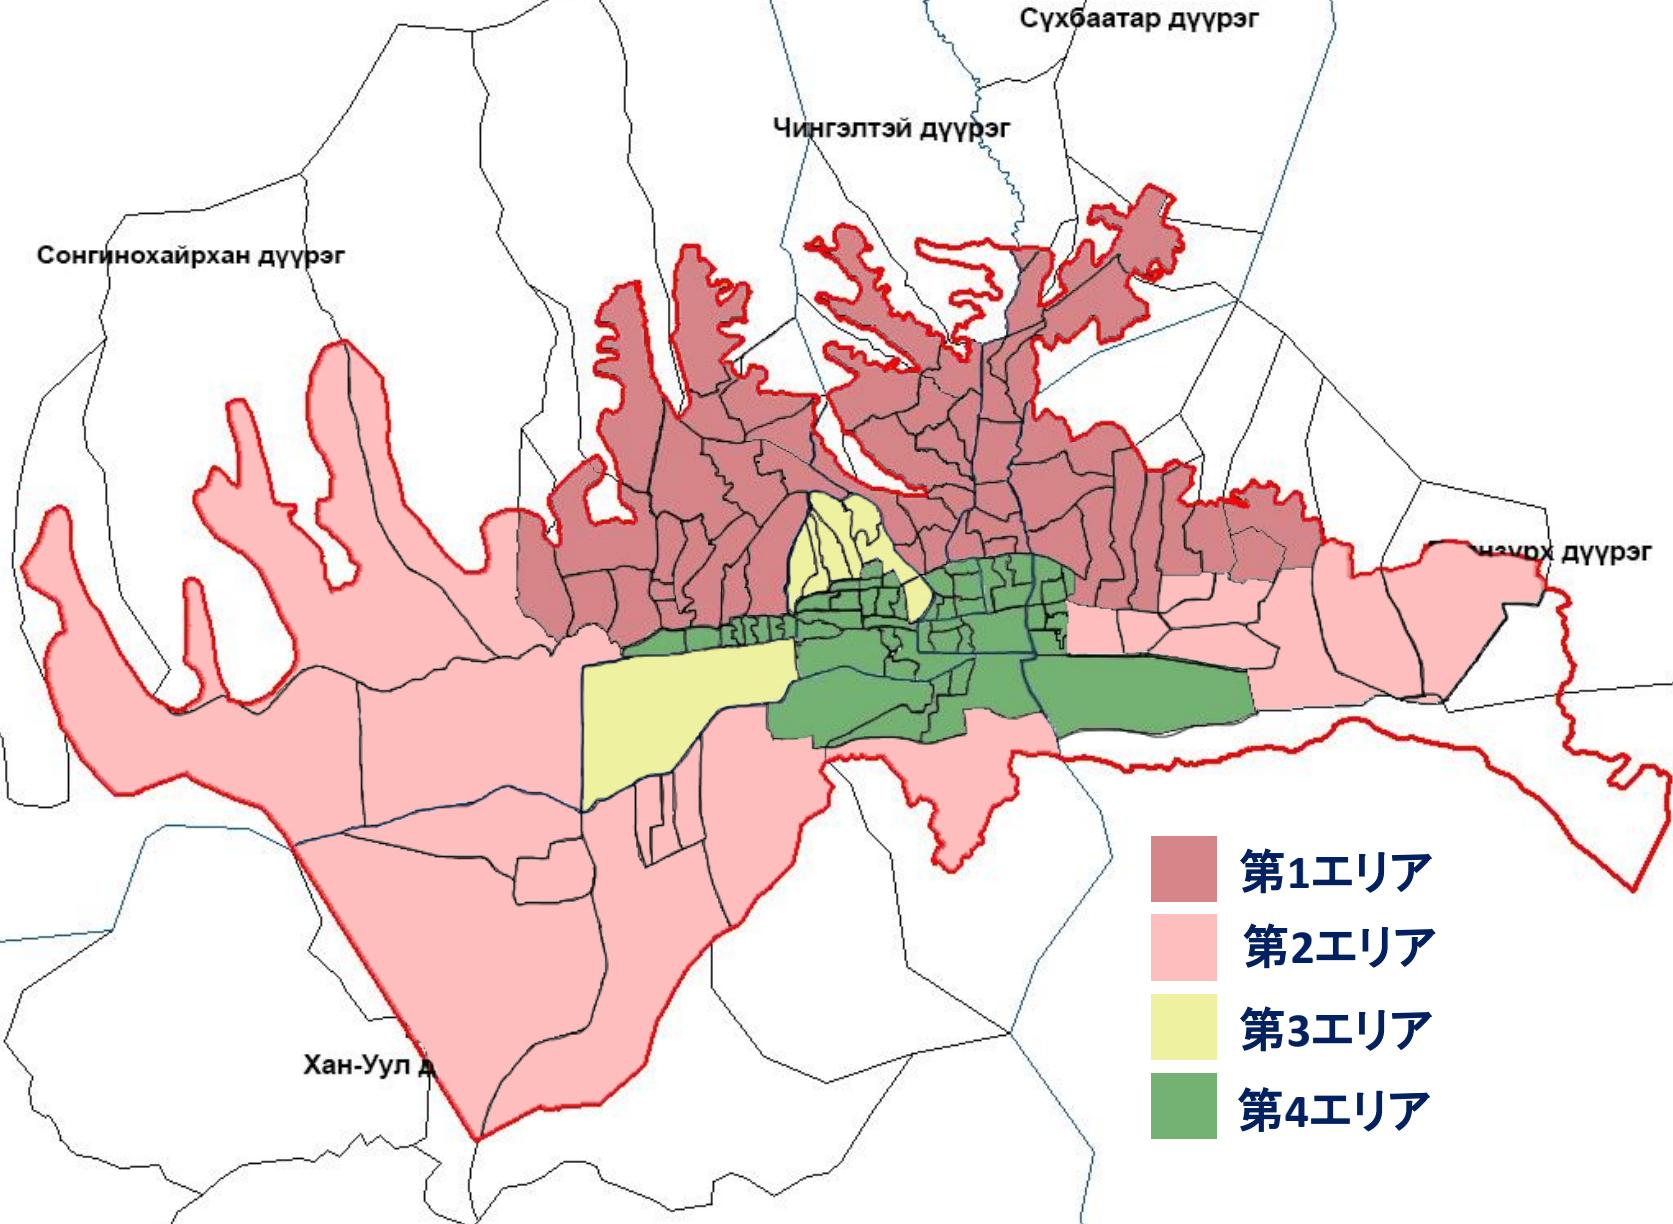 Сүхбаатар дүүрэг
Чингэлтэй дүүрэг
Сонгинохайрхан дүүрэг
дүүрэг
Хан-Уул
第1エリア
第2エリア
第3エリア
第4エリア